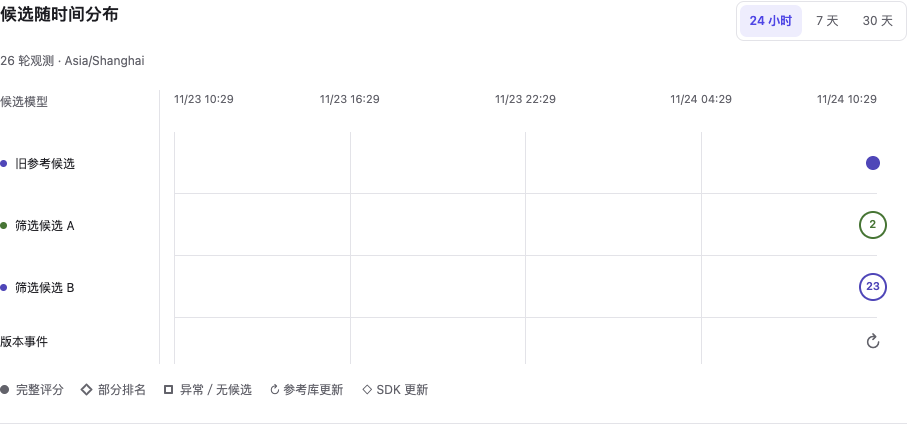 候选随时间分布
24 小时 7 天 30 天
26 轮观测 · Asia/Shanghai
候选模型 11/23 10:29 11/23 16:29 11/23 22:29 11/24 04:29 11/24 10:29
旧参考候选
筛选候选 A 2
筛选候选 B 23
版本事件
完整评分 部分排名 异常 / 无候选 参考库更新 SDK 更新